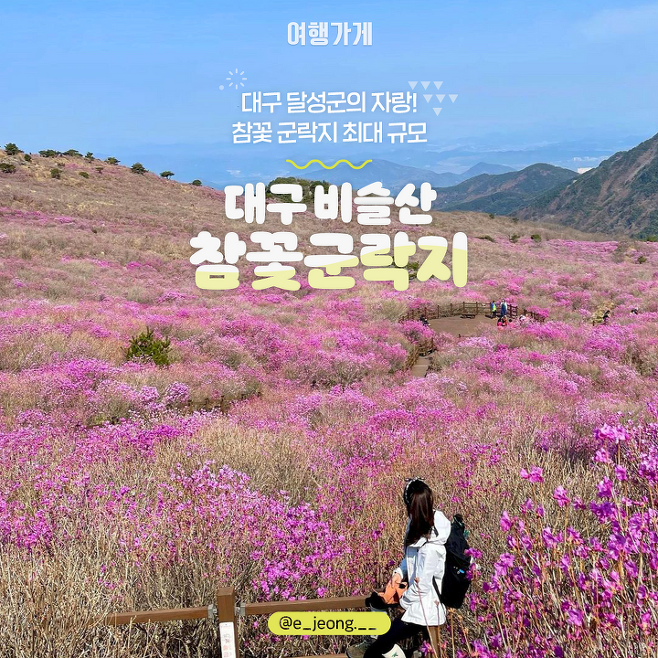 여행가게
대구 달성군의 자랑!
참꽃 군락지 최대 규모
대구 비슬산
참꽃군락지
@e_jeong.__